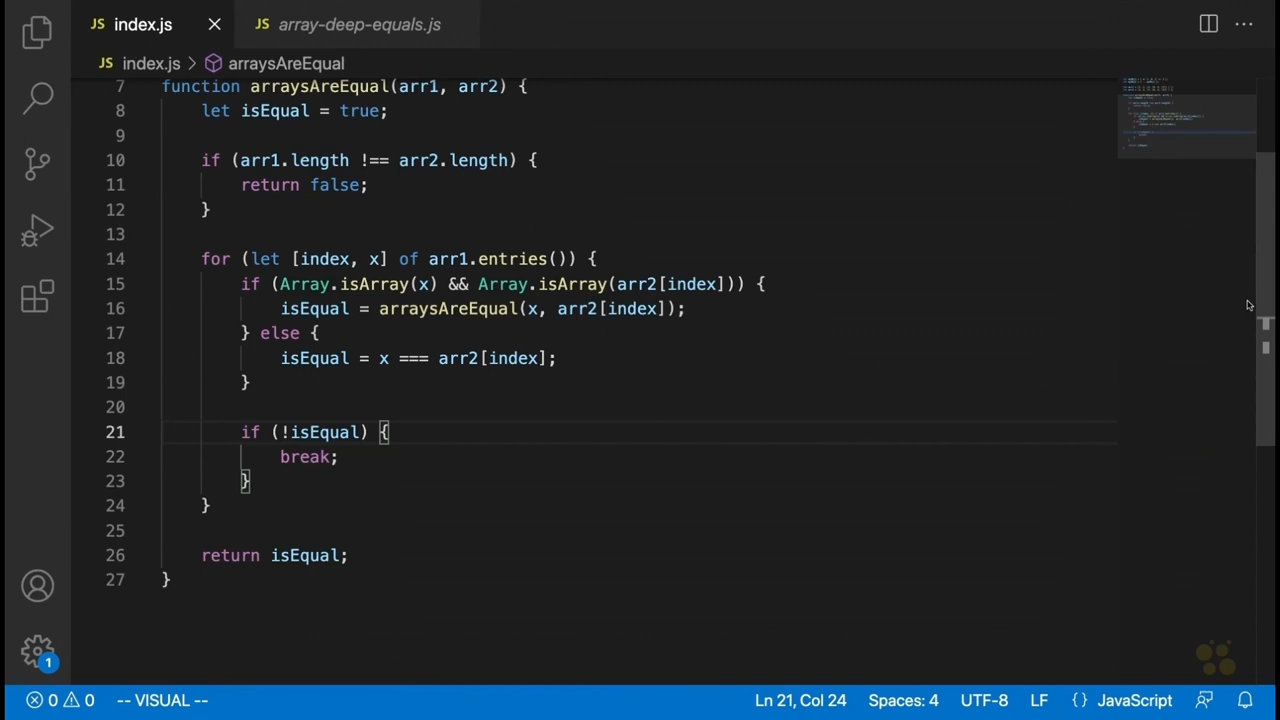 JS index.js
JS array-deep-equals.js
JS index.js > arraysAreEqual
7 function arraysAreEqual(arr1, arr2) {
8 let isEqual = true;
9
10 if (arr1.length !== arr2.length) {
11 return false;
12 }
13
14 for (let [index, x] of arr1.entries()) {
15 if (Array.isArray(x) && Array.isArray(arr2[index])) {
16 isEqual = arraysAreEqual(x, arr2[index]);
17 } else {
18 isEqual = x === arr2[index];
19 }
20
21 if (!isEqual) {
22 break;
23 }
24 }
25
26 return isEqual;
27 }
1
0 0 -- VISUAL -- Ln 21, Col 24 Spaces: 4 UTF-8 LF {} JavaScript